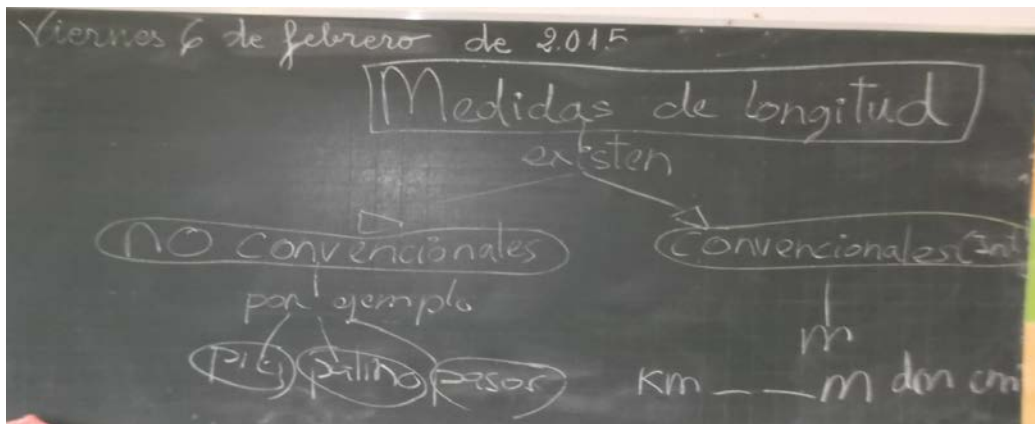 Viernes 6 de febrero de 2.015
Medidas de longitud
existen
NO convencionales Convencionales (Int
por ejemplo
m
pie palmo pasos Km _ _ m dm cm